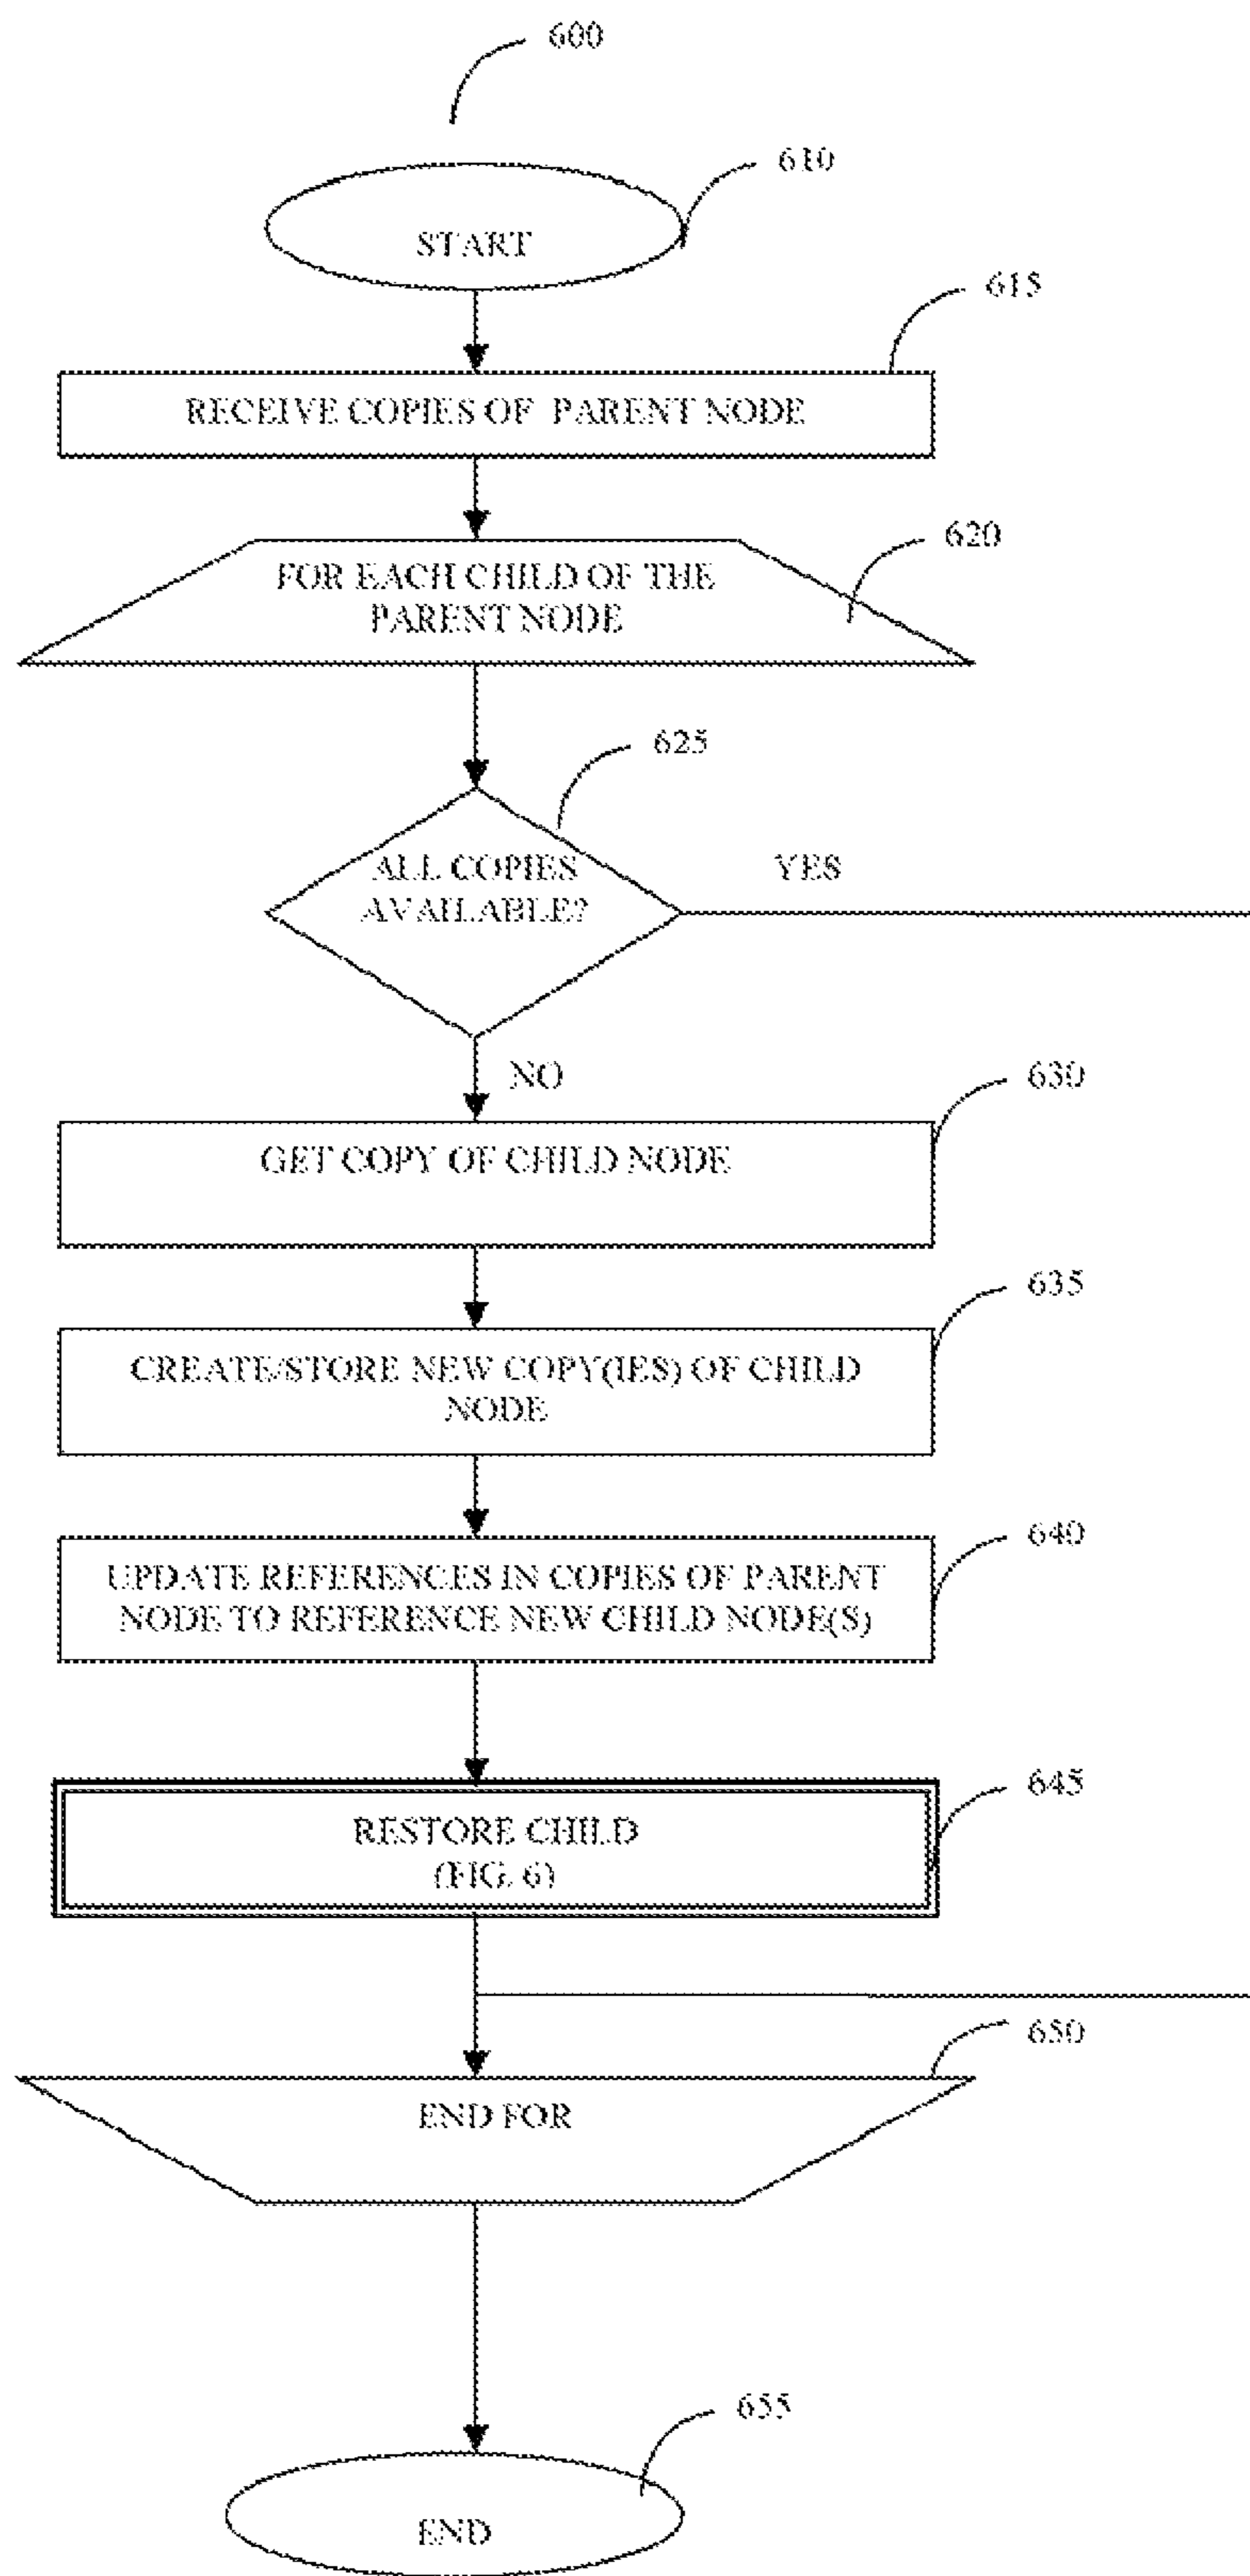 600
610
START
615
RECEIVE COPIES OF PARENT NODE
620
FOR EACH CHILD OF THE
PARENT NODE
625
ALL COPIES
AVAILABLE?
YES
NO
630
GET COPY OF CHILD NODE
635
CREATE/STORE NEW COPY(IES) OF CHILD
NODE
640
UPDATE REFERENCES IN COPIES OF PARENT
NODE TO REFERENCE NEW CHILD NODE(S)
645
RESTORE CHILD
(FIG. 6)
650
END FOR
655
END